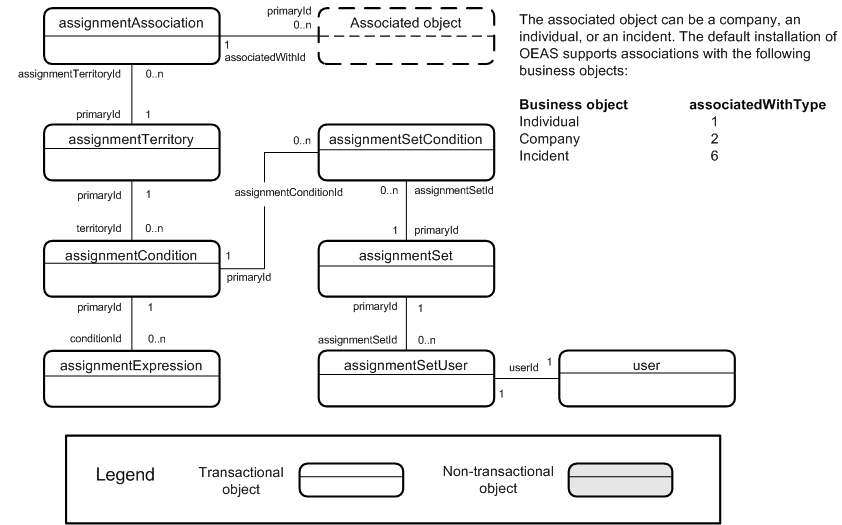 assignmentAssociation
primaryId
0..n
Associated object
1
associatedWithId
The associated object can be a company, an
individual, or an incident. The default installation of
OEAS supports associations with the following
business objects:
Business object associatedWithType
Individual 1
Company 2
Incident 6
assignmentTerritoryId 0..n
primaryId 1
assignmentTerritory
primaryId 1
territoryId 0..n
assignmentCondition
1
primaryId
assignmentConditionId
0..n
assignmentSetCondition
0..n assignmentSetId
1 primaryId
assignmentSet
primaryId 1
assignmentSetId 0..n
primaryId 1
conditionId 0..n
assignmentExpression
assignmentSetUser
userId 1
1
user
Legend
Transactional
object
Non-transactional
object